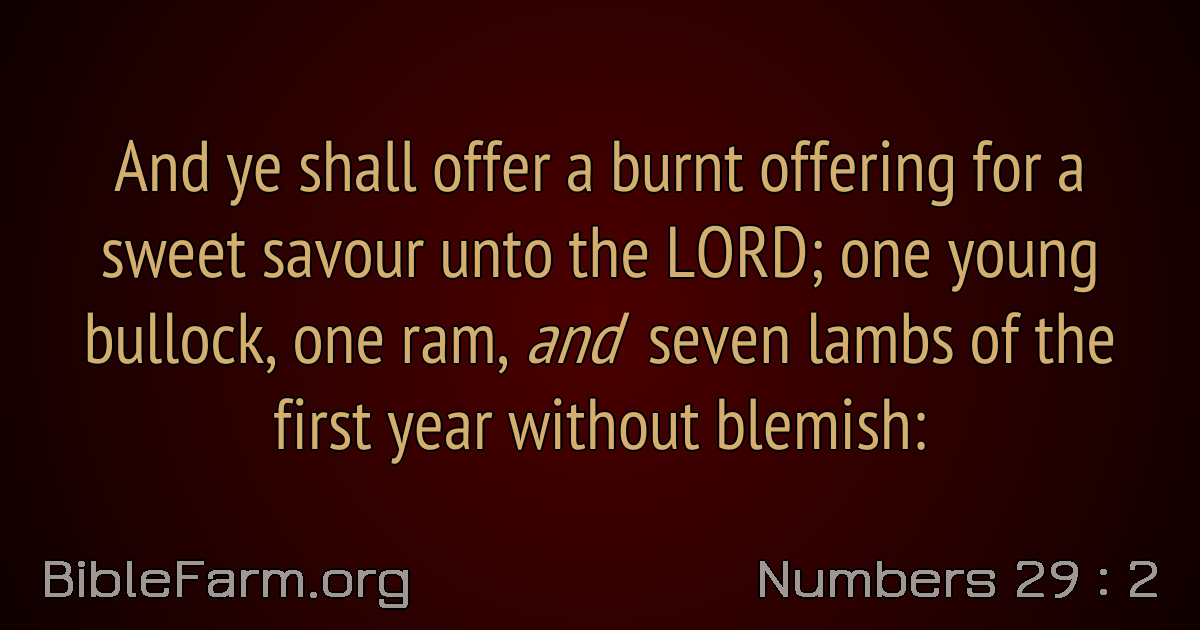 And ye shall offer a burnt offering for a
sweet savour unto the LORD; one young
bullock, one ram, and seven lambs of the
first year without blemish:
BibleFarm.org
Numbers 29 : 2